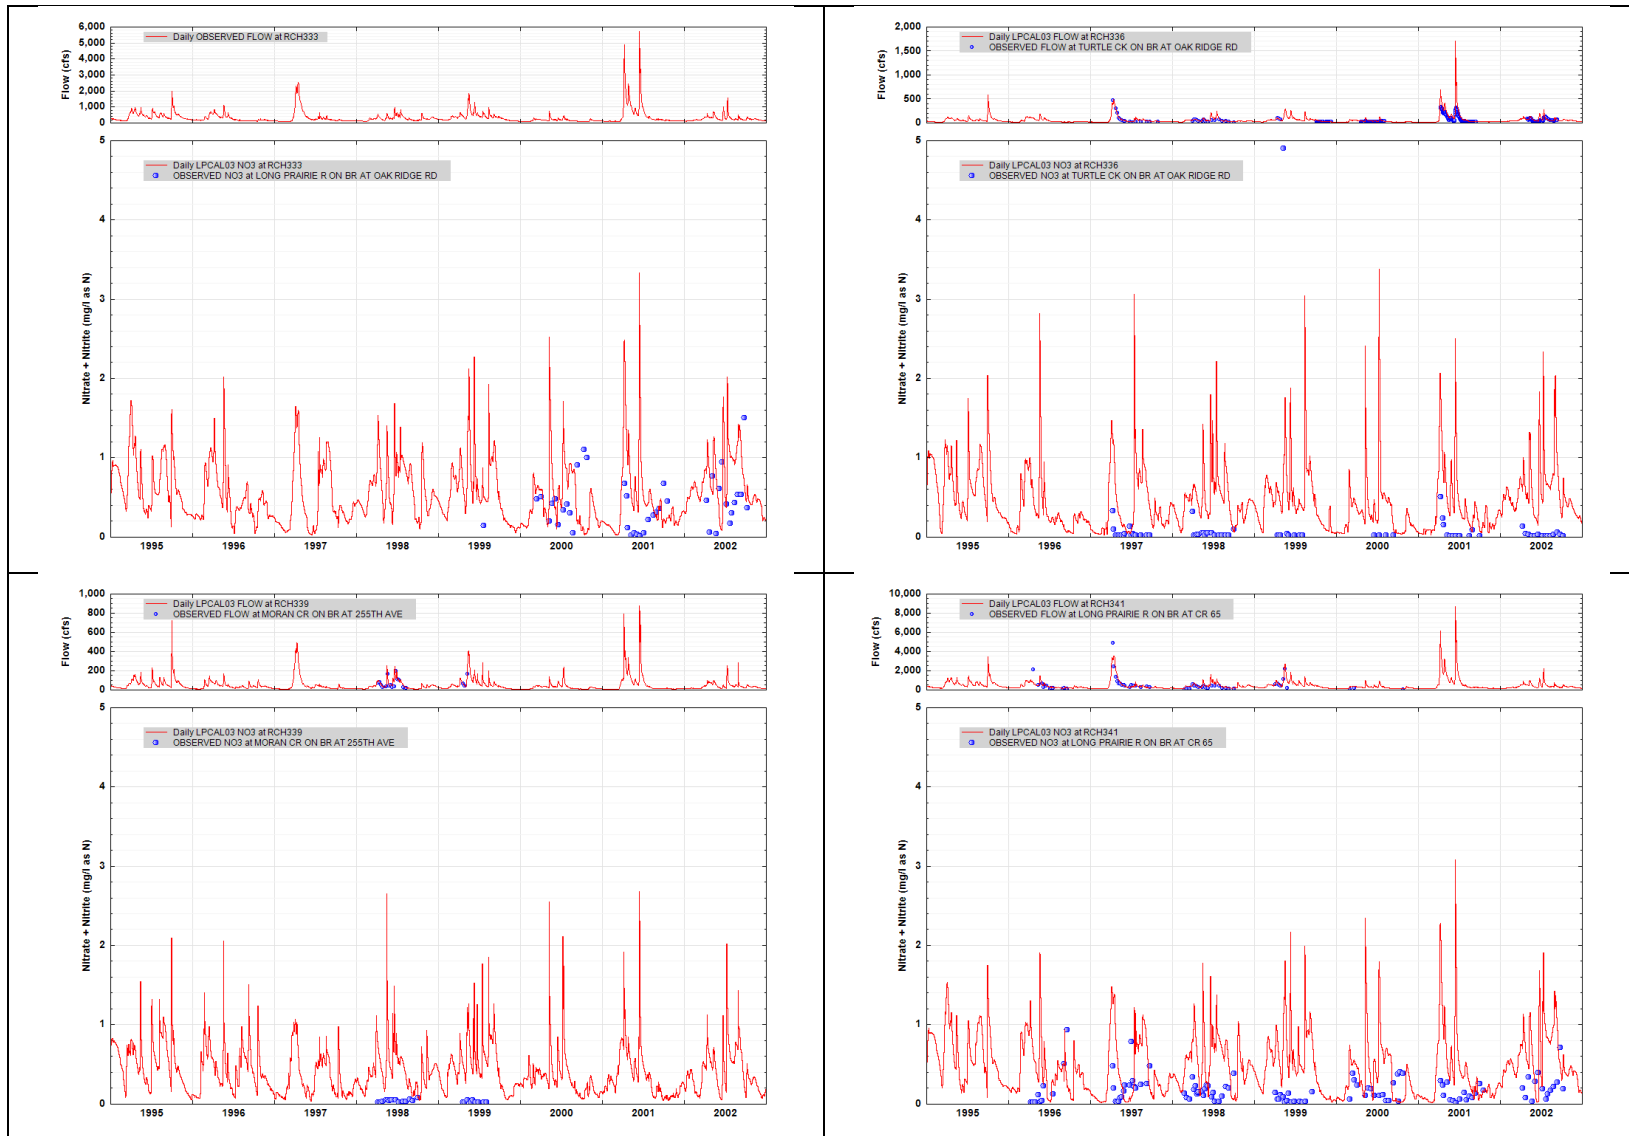 6,000
5,000
4,000
3,000
2,000
1,000
0
Flow (cfs)
Daily OBSERVED FLOW at RCH333
5
4
3
2
1
0
Nitrate + Nitrite (mg/l as N)
Daily LPCAL03 NO3 at RCH333
OBSERVED NO3 at LONG PRAIRIE R ON BR AT OAK RIDGE RD
1995 1996 1997 1998 1999 2000 2001 2002
2,000
1,500
1,000
500
0
Flow (cfs)
Daily LPCAL03 FLOW at RCH336
OBSERVED FLOW at TURTLE CK ON BR AT OAK RIDGE RD
5
4
3
2
1
0
Nitrate + Nitrite (mg/l as N)
Daily LPCAL03 NO3 at RCH336
OBSERVED NO3 at TURTLE CK ON BR AT OAK RIDGE RD
1995 1996 1997 1998 1999 2000 2001 2002
1,000
800
600
400
200
0
Flow (cfs)
Daily LPCAL03 FLOW at RCH339
OBSERVED FLOW at MORAN CR ON BR AT 255TH AVE
5
4
3
2
1
0
Nitrate + Nitrite (mg/l as N)
Daily LPCAL03 NO3 at RCH339
OBSERVED NO3 at MORAN CR ON BR AT 255TH AVE
1995 1996 1997 1998 1999 2000 2001 2002
10,000
8,000
6,000
4,000
2,000
0
Flow (cfs)
Daily LPCAL03 FLOW at RCH341
OBSERVED FLOW at LONG PRAIRIE R ON BR AT CR 65
5
4
3
2
1
0
Nitrate + Nitrite (mg/l as N)
Daily LPCAL03 NO3 at RCH341
OBSERVED NO3 at LONG PRAIRIE R ON BR AT CR 65
1995 1996 1997 1998 1999 2000 2001 2002